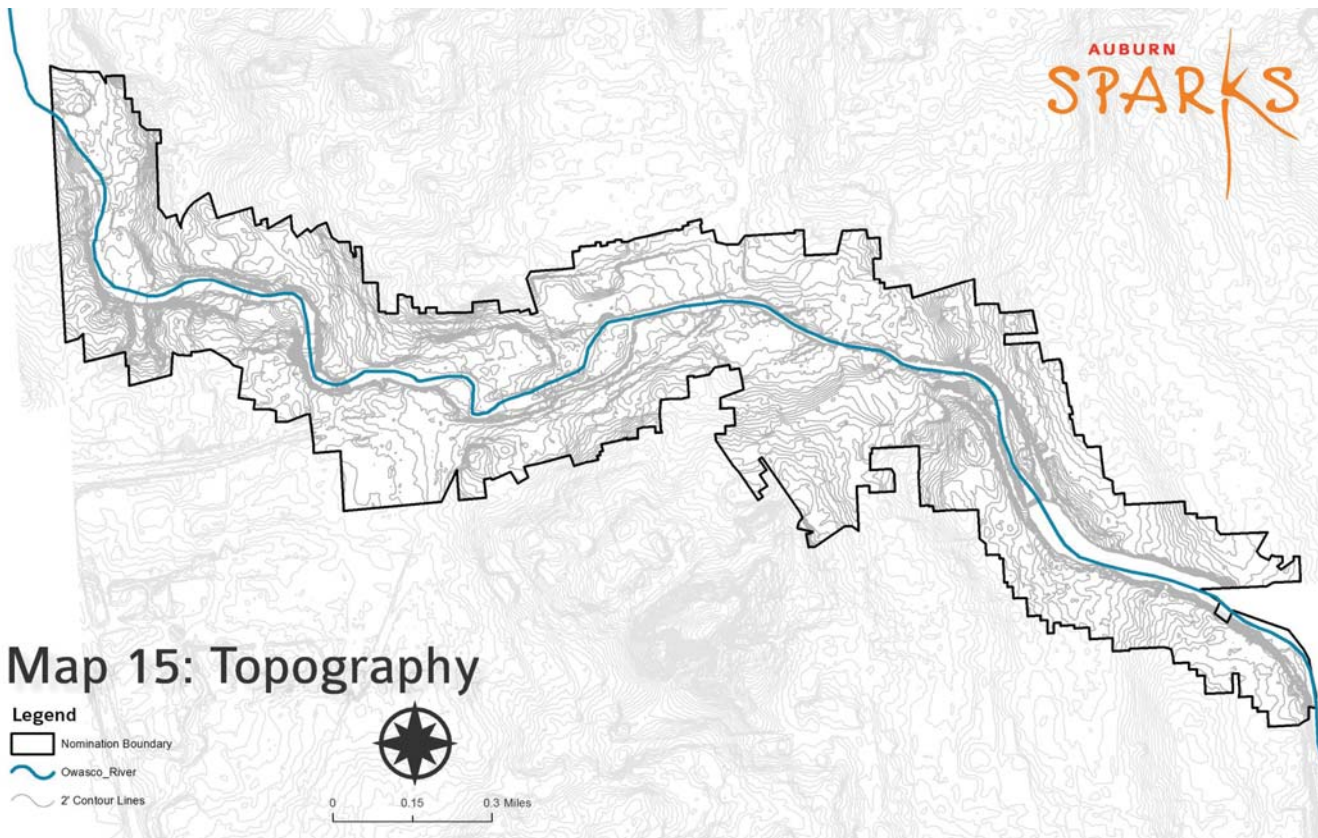 AUBURN
SPARKS
Map 15: Topography
Legend
Nomination Boundary
Owasco_River
2' Contour Lines
0 0.15 0.3 Miles